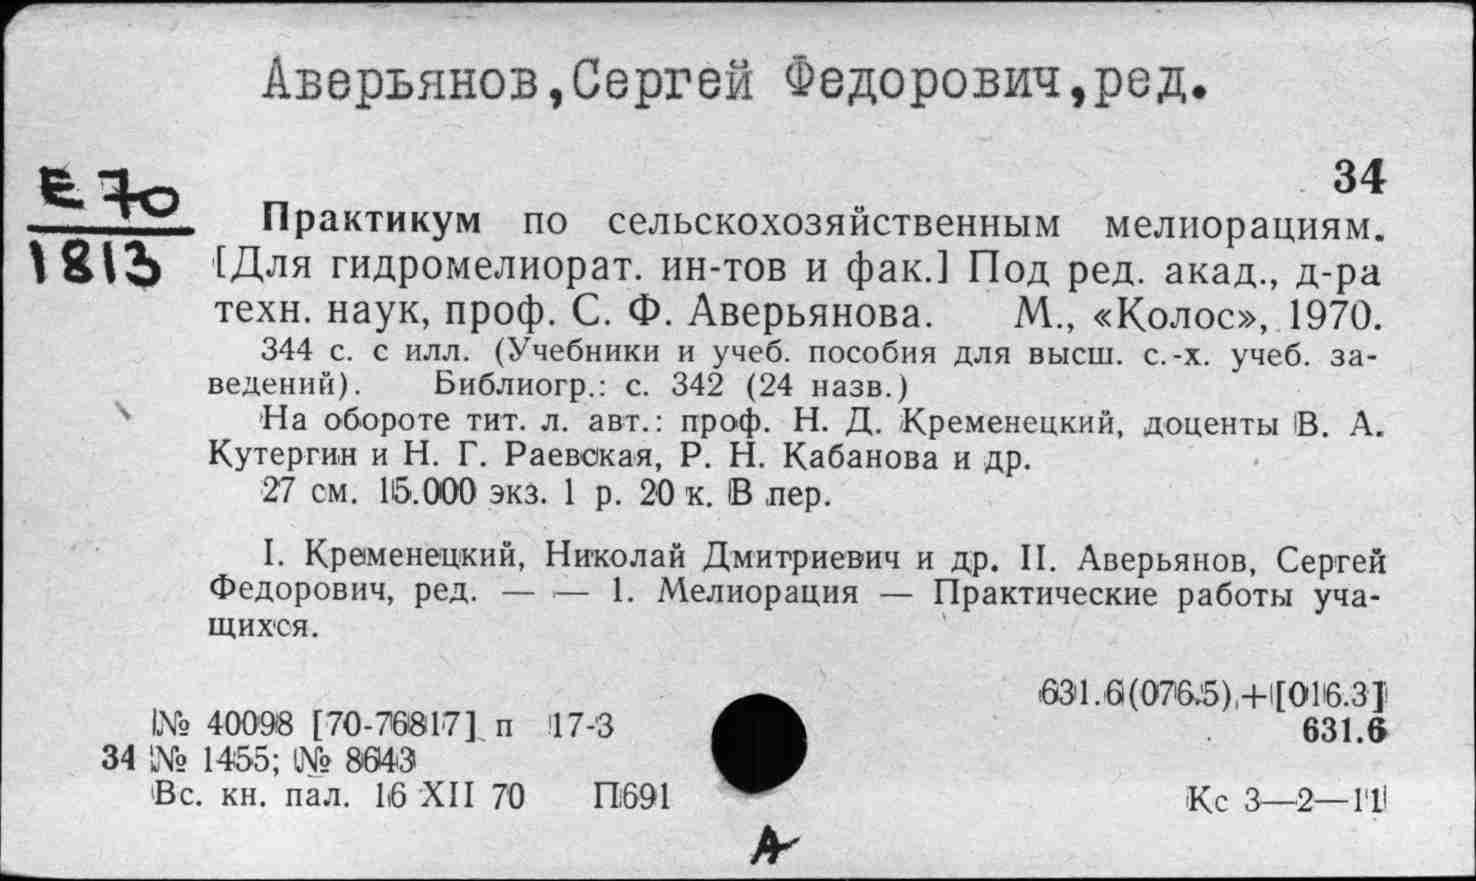 Аверьянов,Сергей Федорович,ред.
34
Е 70
1813
Практикум по сельскохозяйственным мелиорациям.
[Для гидромелиорат. ин-тов и фак.] Под ред. акад., д-ра
техн. наук, проф. С. Ф. Аверьянова. М., «Колос», 1970.
344 с. с илл. (Учебники и учеб. пособия для высш. с.-х. учеб. за-
ведений). Библиогр.: с. 342 (24 назв.)
На обороте тит. л. авт.: проф. Н. Д. Кременецкий, доценты В. А.
Кутергин и Н. Г. Раевская, Р. Н. Кабанова и др.
27 см. 15.000 экз. 1 р. 20 к. В пер.
I. Кременецкий, Николай Дмитриевич и др. II. Аверьянов, Сергей
Федорович, ред. — — 1. Мелиорация — Практические работы уча-
щихся.
631.6(076.5)+[016.3]
№ 40098 [70-76817] п 17-3
631.6
34 № 1455; № 8643
Вс. кн. пал. 16 XII 70 П691
Кс 3—2—11
А